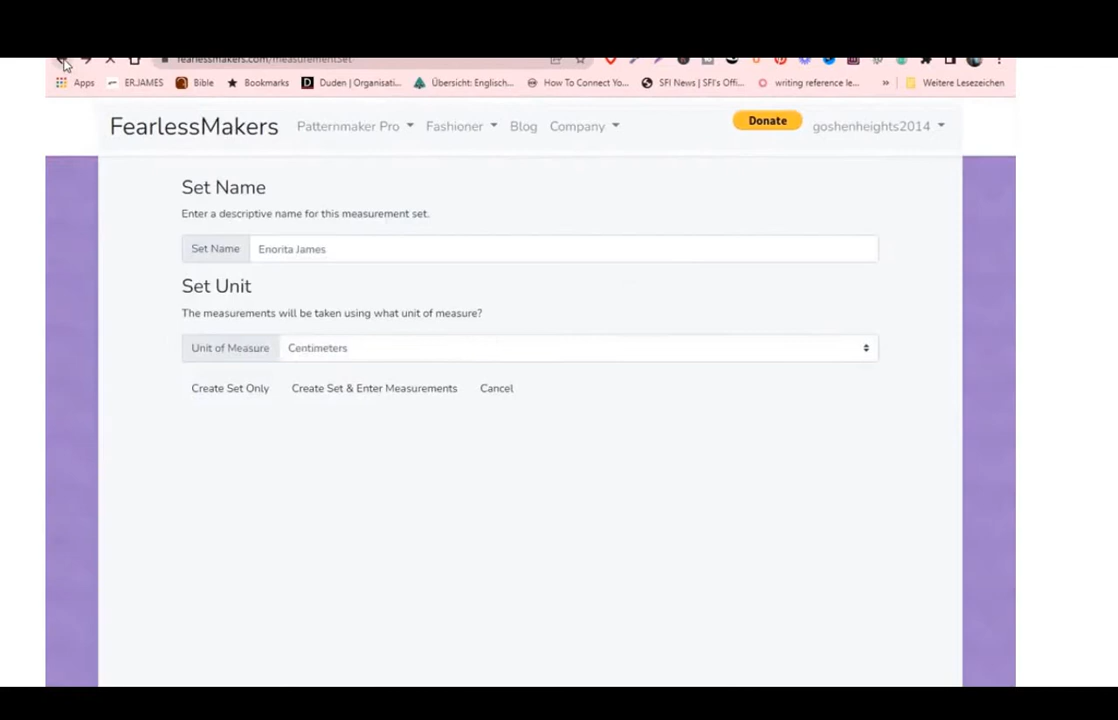 fearlessmakers.com/measurementSet
Apps ERJAMES Bible Bookmarks Duden | Organisati... Übersicht: Englisch... How To Connect Yo... SFI News | SFI's Offi... writing reference le... » Weitere Lesezeichen
FearlessMakers Patternmaker Pro Fashioner Blog Company Donate goshenheights2014
Set Name
Enter a descriptive name for this measurement set.
Set Name Enorita James
Set Unit
The measurements will be taken using what unit of measure?
Unit of Measure Centimeters
Create Set Only Create Set & Enter Measurements Cancel